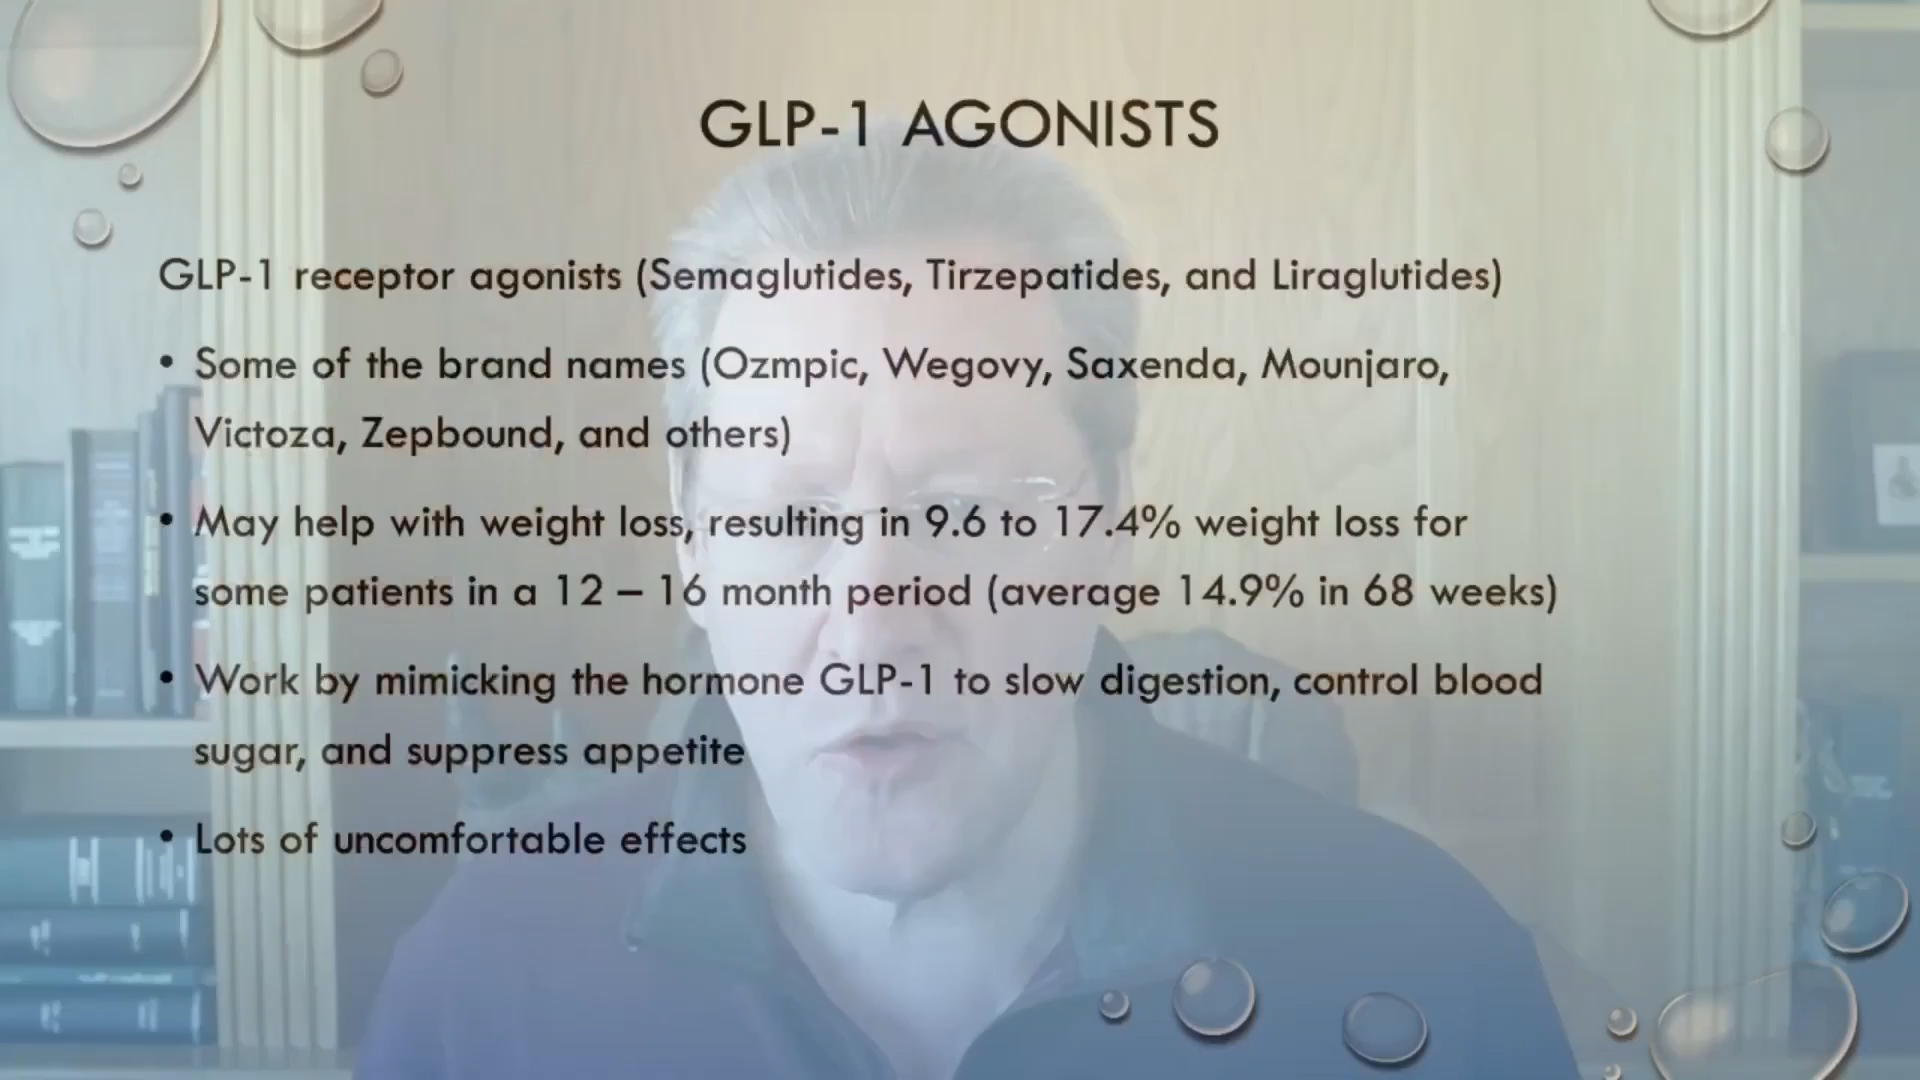 GLP-1 AGONISTS
GLP-1 receptor agonists (Semaglutides, Tirzepatides, and Liraglutides)
• Some of the brand names (Ozmpic, Wegovy, Saxenda, Mounjaro,
Victoza, Zepbound, and others)
• May help with weight loss, resulting in 9.6 to 17.4% weight loss for
some patients in a 12 – 16 month period (average 14.9% in 68 weeks)
• Work by mimicking the hormone GLP-1 to slow digestion, control blood
sugar, and suppress appetite
• Lots of uncomfortable effects